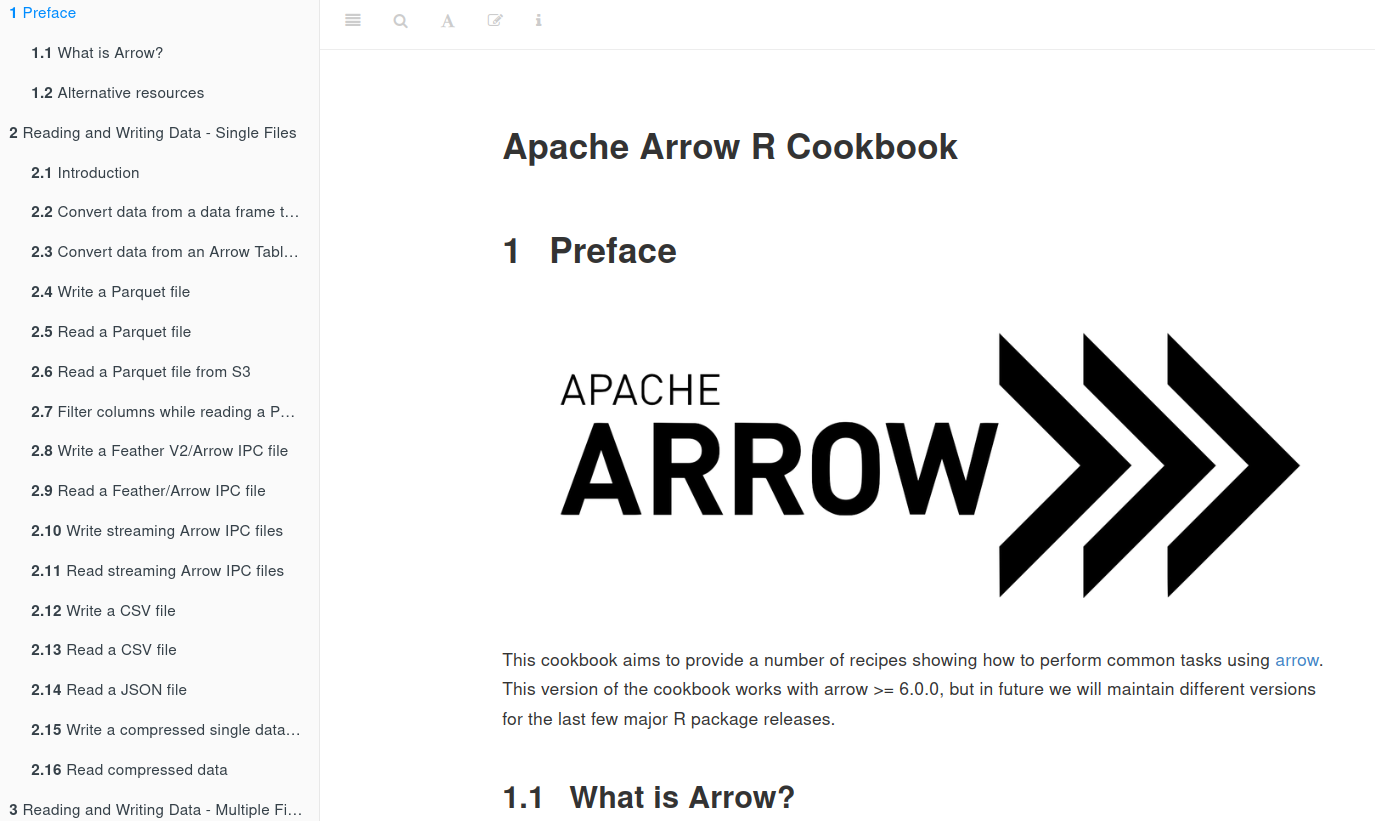 1 Preface
1.1 What is Arrow?
1.2 Alternative resources
2 Reading and Writing Data - Single Files
2.1 Introduction
2.2 Convert data from a data frame t…
2.3 Convert data from an Arrow Tabl…
2.4 Write a Parquet file
2.5 Read a Parquet file
2.6 Read a Parquet file from S3
2.7 Filter columns while reading a P…
2.8 Write a Feather V2/Arrow IPC file
2.9 Read a Feather/Arrow IPC file
2.10 Write streaming Arrow IPC files
2.11 Read streaming Arrow IPC files
2.12 Write a CSV file
2.13 Read a CSV file
2.14 Read a JSON file
2.15 Write a compressed single data…
2.16 Read compressed data
3 Reading and Writing Data - Multiple Fi…
Apache Arrow R Cookbook
1 Preface
APACHE
ARROW
This cookbook aims to provide a number of recipes showing how to perform common tasks using arrow.
This version of the cookbook works with arrow >= 6.0.0, but in future we will maintain different versions
for the last few major R package releases.
1.1 What is Arrow?